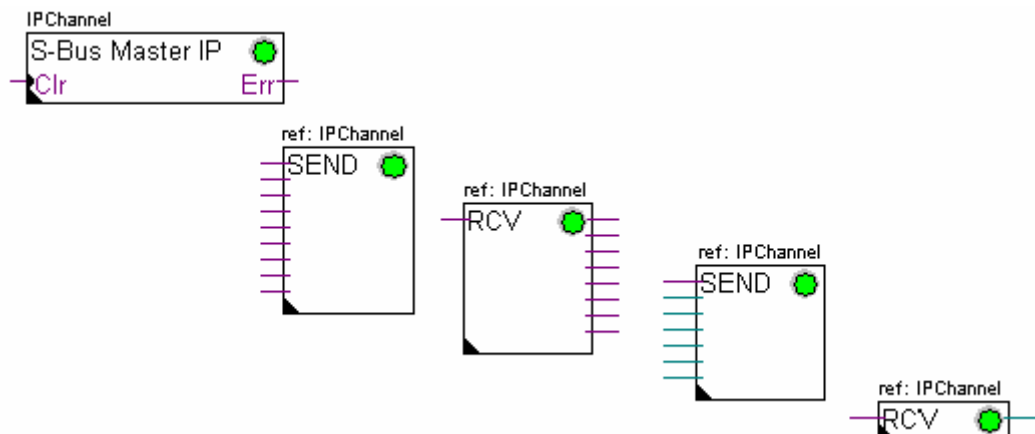 IPChannel
S-Bus Master IP
Clr Err
ref: IPChannel
SEND
ref: IPChannel
RCV
ref: IPChannel
SEND
ref: IPChannel
RCV